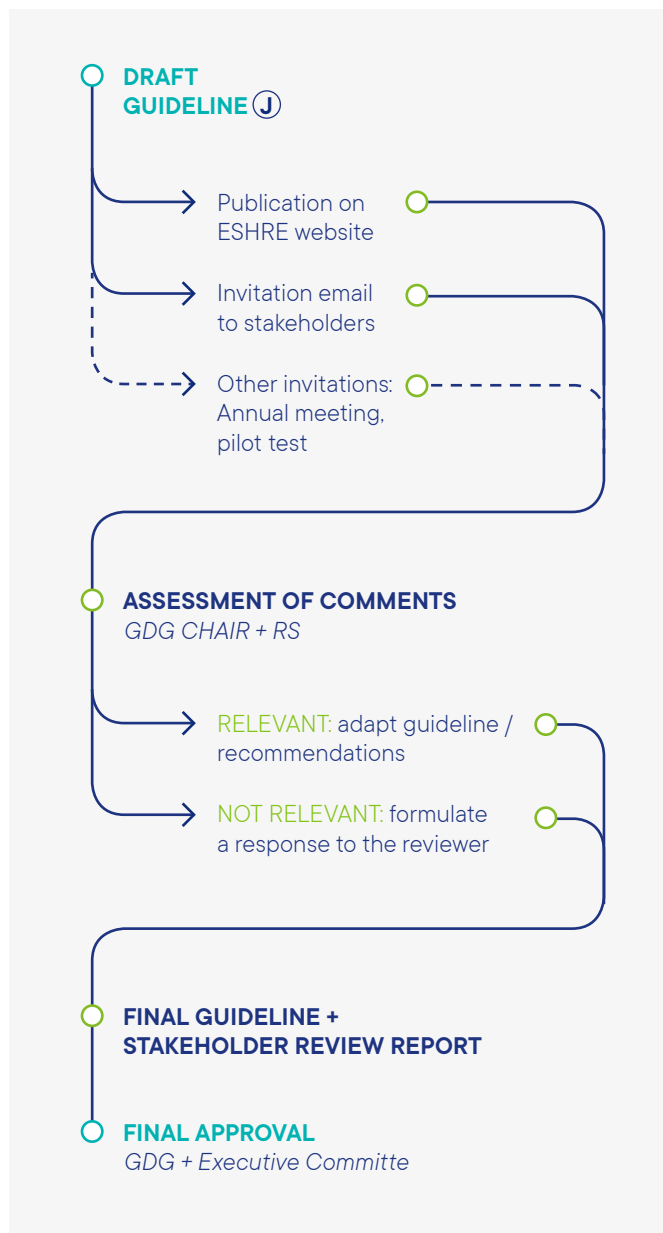 DRAFT
GUIDELINE J
Publication on
ESHRE website
Invitation email
to stakeholders
Other invitations:
Annual meeting,
pilot test
ASSESSMENT OF COMMENTS
GDG CHAIR + RS
RELEVANT: adapt guideline /
recommendations
NOT RELEVANT: formulate
a response to the reviewer
FINAL GUIDELINE +
STAKEHOLDER REVIEW REPORT
FINAL APPROVAL
GDG + Executive Committe